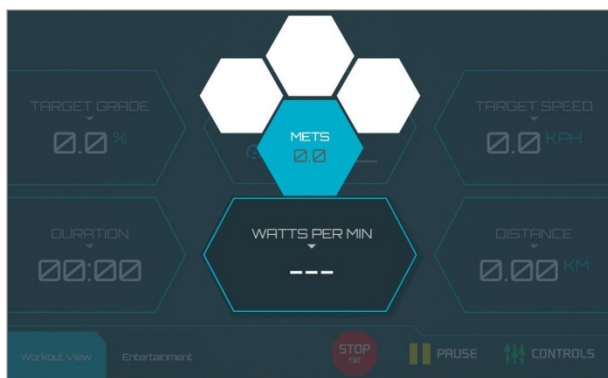 METS
0.0
TARGET GRADE
0.0 %
TARGET SPEED
0.0 KPH
DURATION
00:00
WATTS PER MIN
---
DISTANCE
0.00 KM
Workout View
Entertainment
STOP
PAUSE
CONTROLS